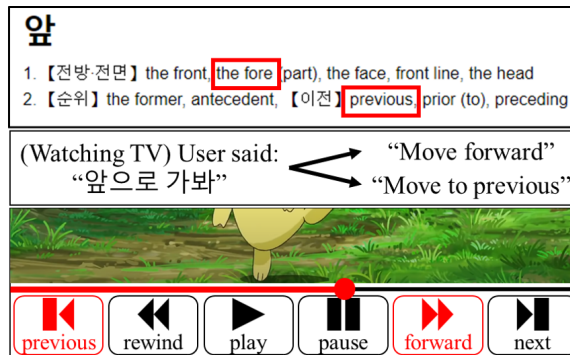 앞
1. 【전방·전면】 the front, the fore (part), the face, front line, the head
2. 【순위】 the former, antecedent, 【이전】 previous, prior (to), preceding
(Watching TV) User said:
“앞으로 가봐”
“Move forward”
“Move to previous”
previous rewind play pause forward next